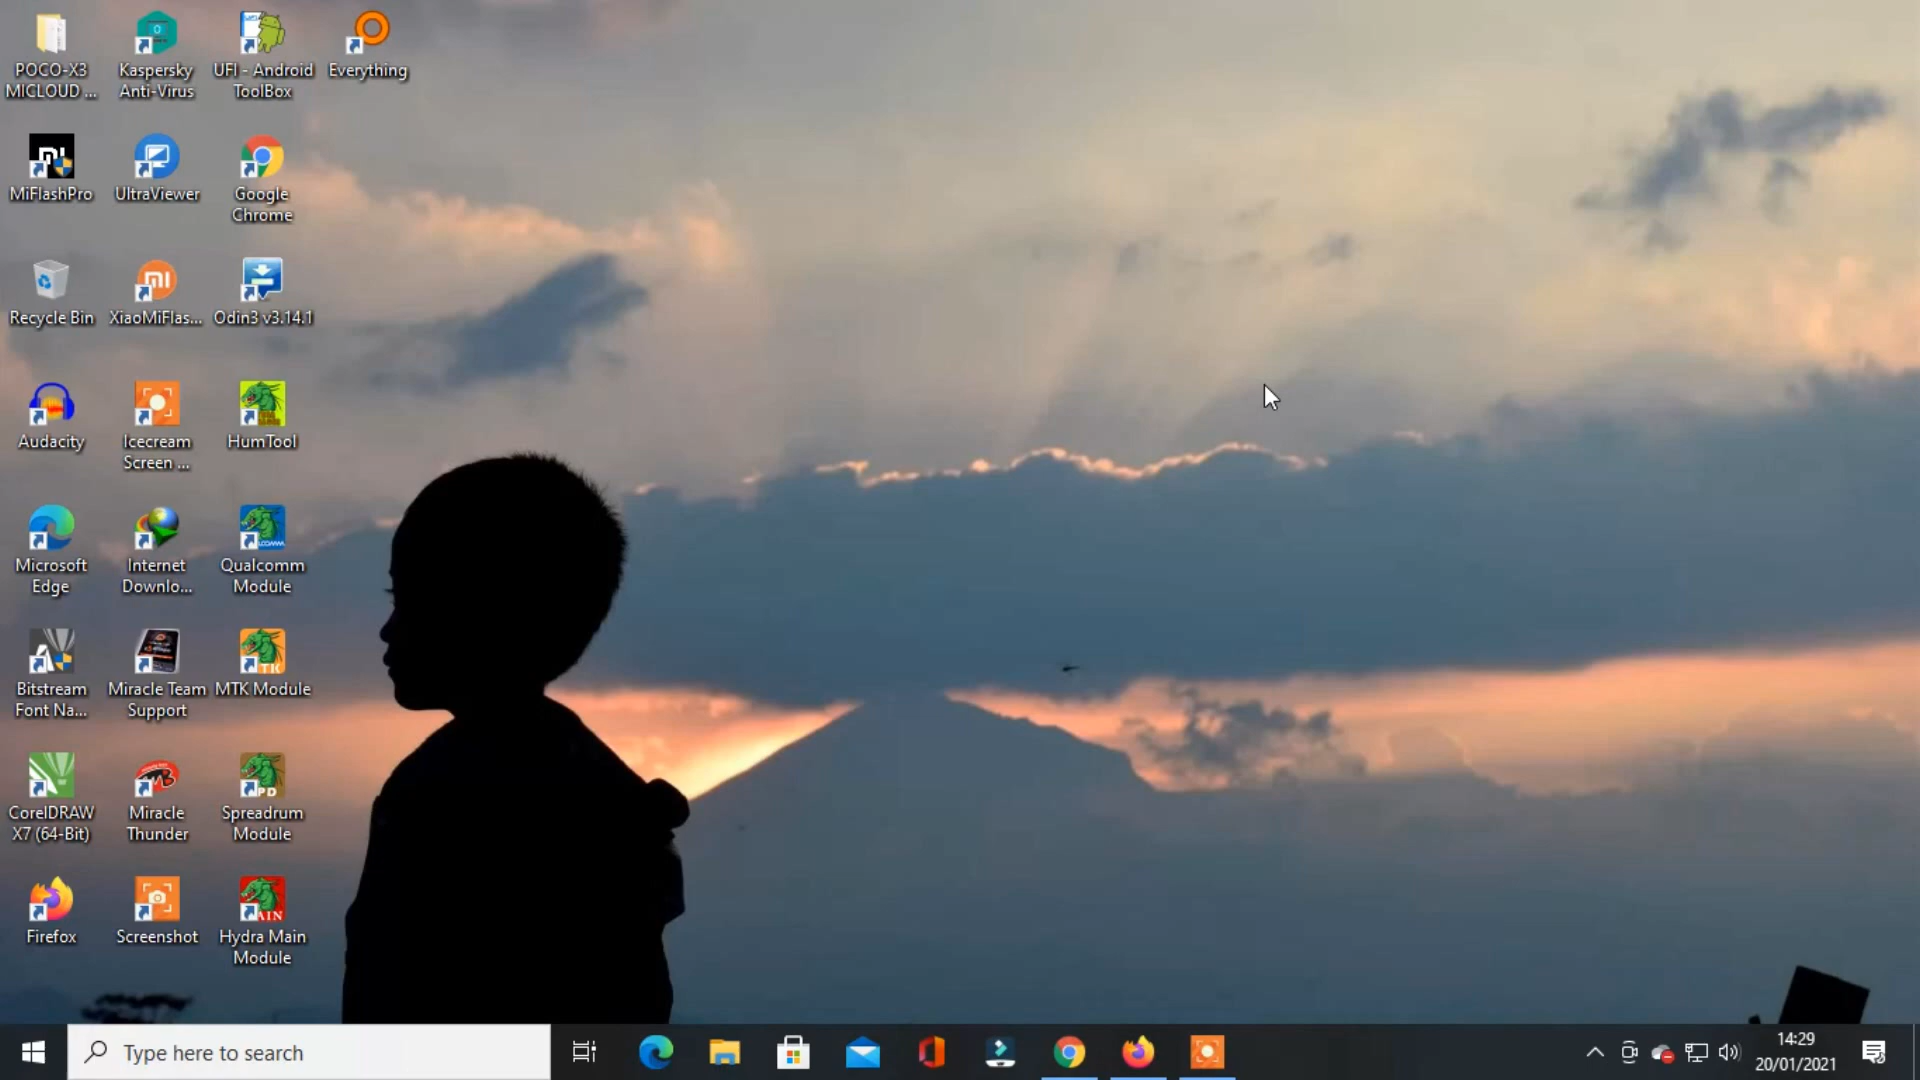 POCO-X3
MICLOUD ...
Kaspersky
Anti-Virus
UFI - Android
ToolBox
Everything
MiFlashPro
UltraViewer
Google
Chrome
Recycle Bin
XiaoMiFlas...
Odin3 v3.14.1
Audacity
Icecream
Screen ...
HumTool
Microsoft
Edge
Internet
Downlo...
Qualcomm
Module
Bitstream
Font Na...
Miracle Team
Support
MTK Module
CorelDRAW
X7 (64-Bit)
Miracle
Thunder
Spreadrum
Module
Firefox
Screenshot
Hydra Main
Module
Type here to search
14:29
20/01/2021